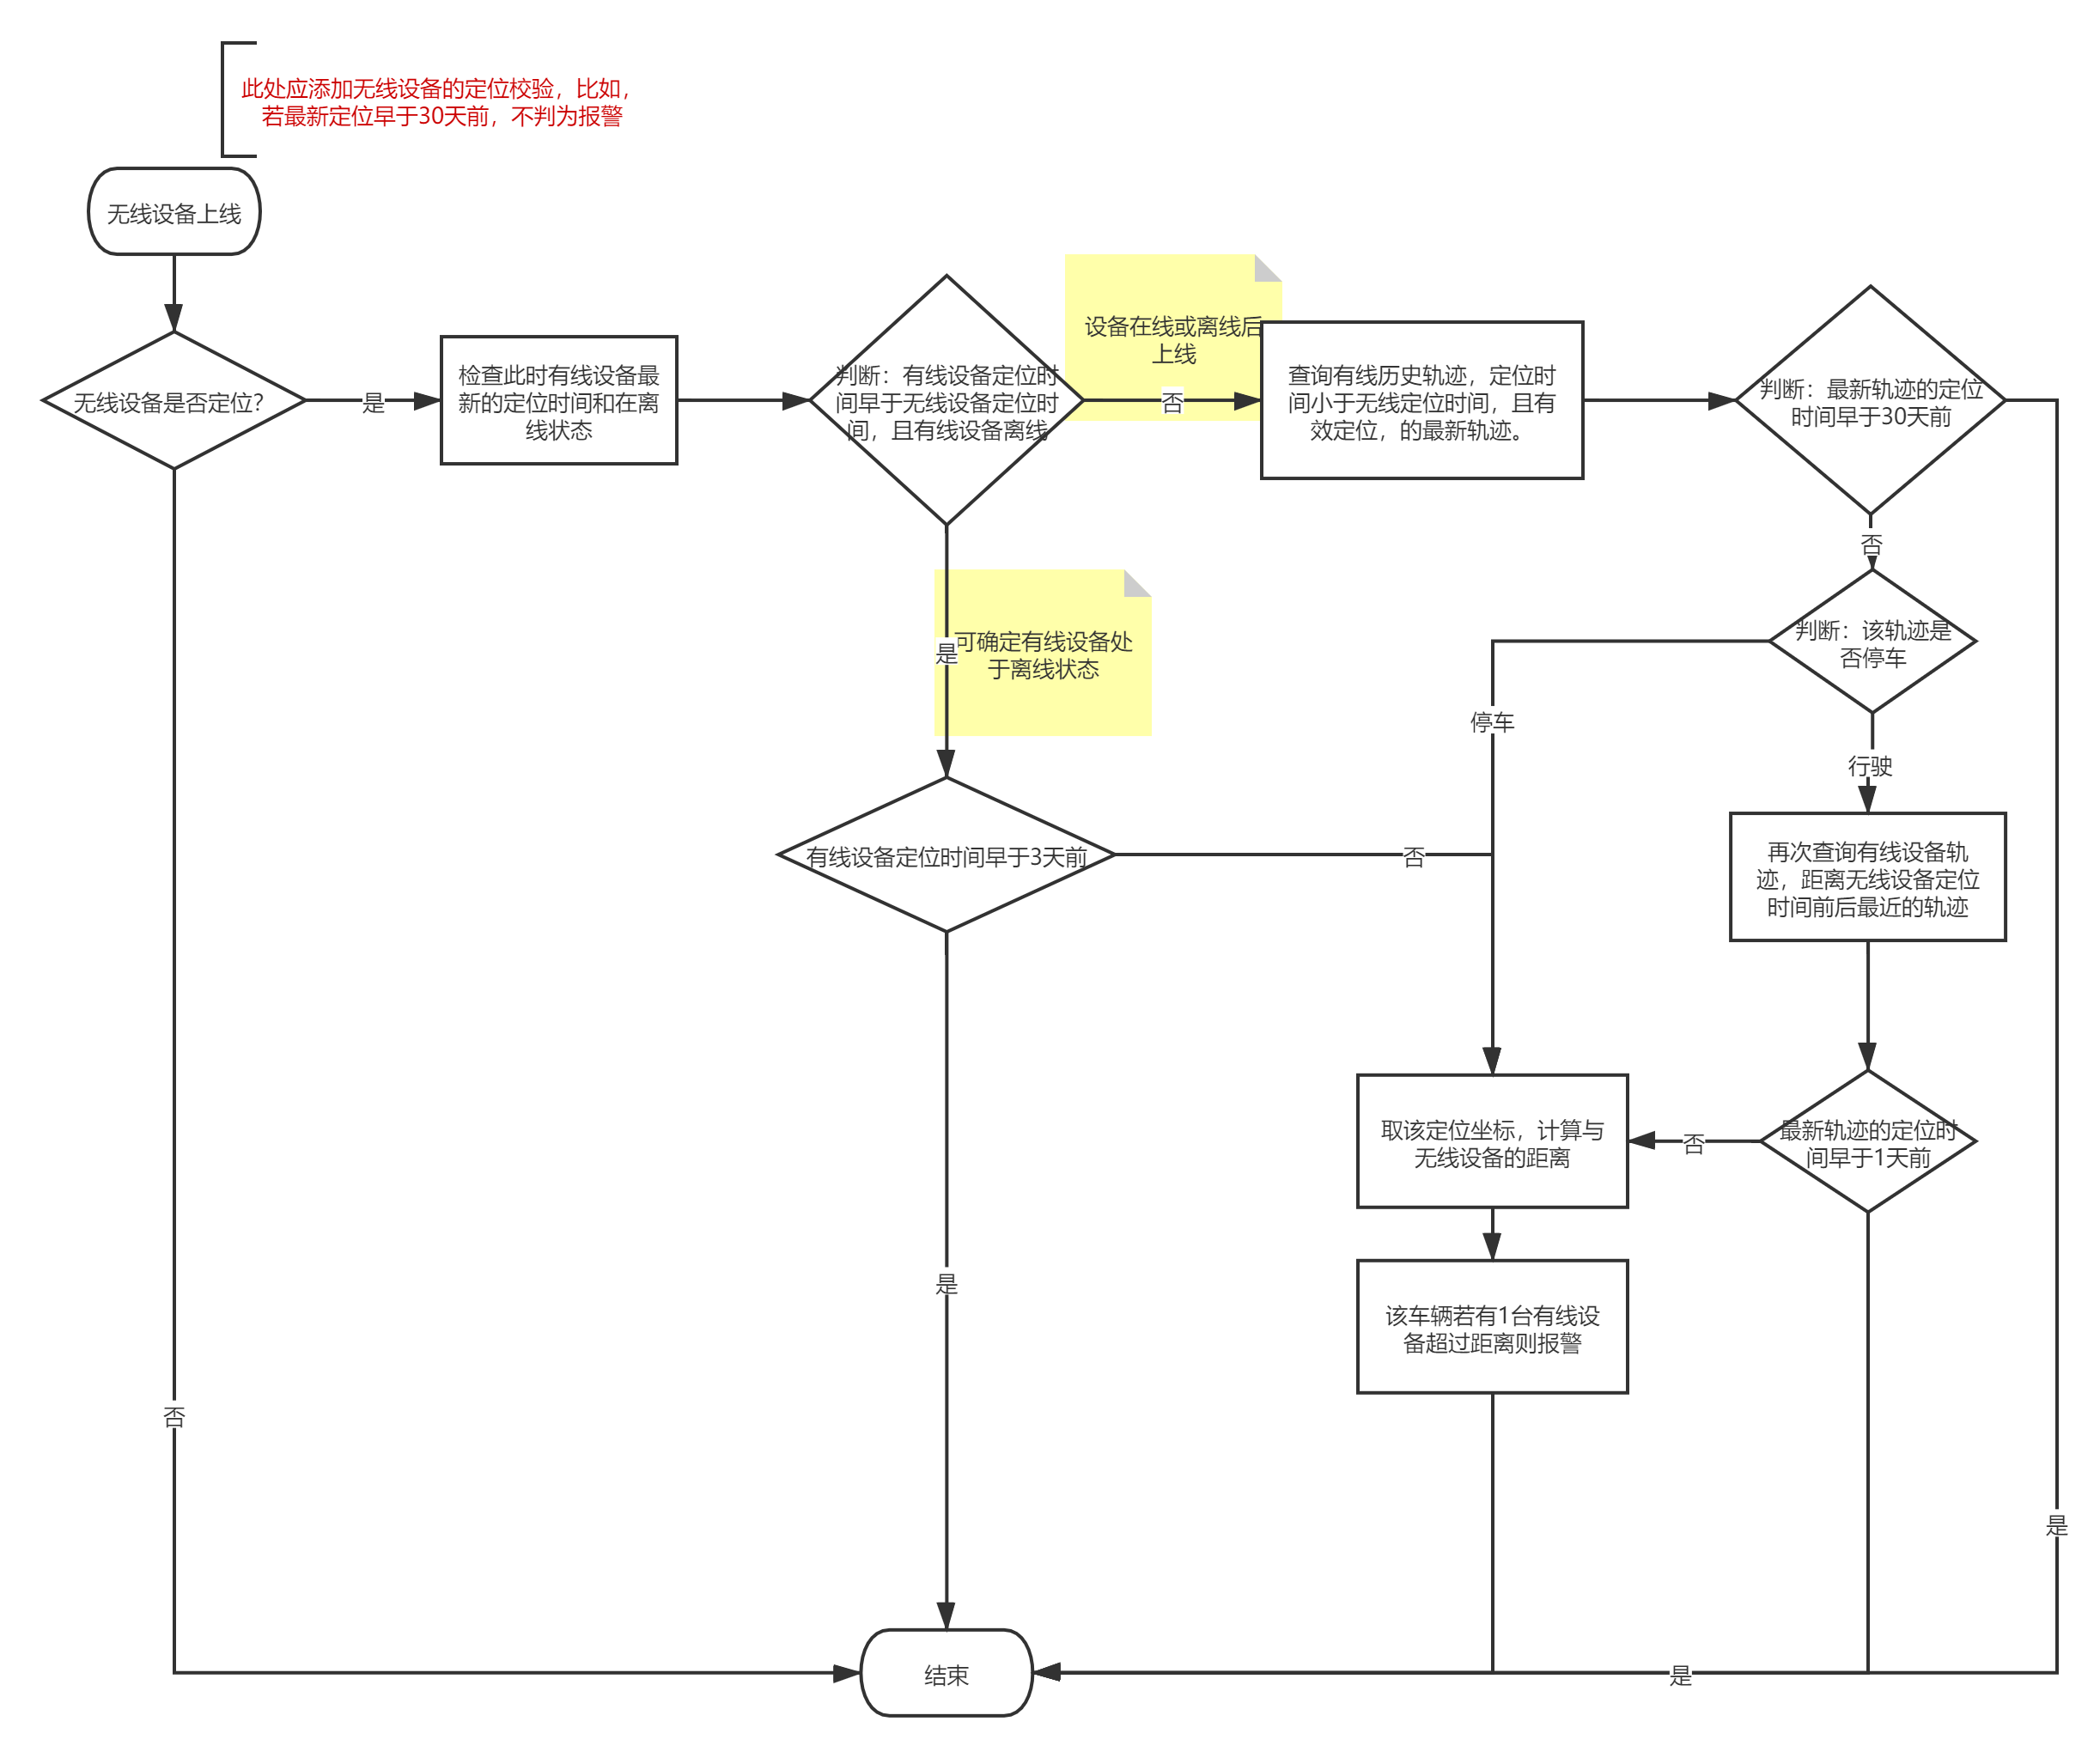 此处应添加无线设备的定位校验，比如，
若最新定位早于30天前，不判为报警
无线设备上线
无线设备是否定位？
是
检查此时有线设备最
新的定位时间和在离
线状态
判断：有线设备定位时
间早于无线设备定位时
间，且有线设备离线
设备在线或离线后
上线
否
查询有线历史轨迹，定位时
间小于无线定位时间，且有
效定位，的最新轨迹。
判断：最新轨迹的定位
时间早于30天前
否
可确定有线设备处
于离线状态
是
判断：该轨迹是
否停车
停车
行驶
有线设备定位时间早于3天前
否
再次查询有线设备轨
迹，距离无线设备定位
时间前后最近的轨迹
取该定位坐标，计算与
无线设备的距离
否
最新轨迹的定位时
间早于1天前
是
该车辆若有1台有线设
备超过距离则报警
否
是
结束
是